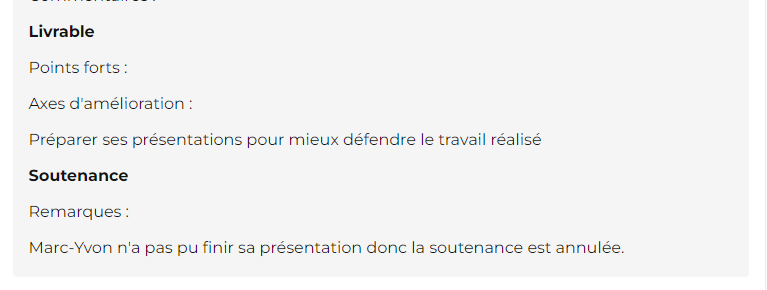 Livrable
Points forts :
Axes d'amélioration :
Préparer ses présentations pour mieux défendre le travail réalisé
Soutenance
Remarques :
Marc-Yvon n'a pas pu finir sa présentation donc la soutenance est annulée.